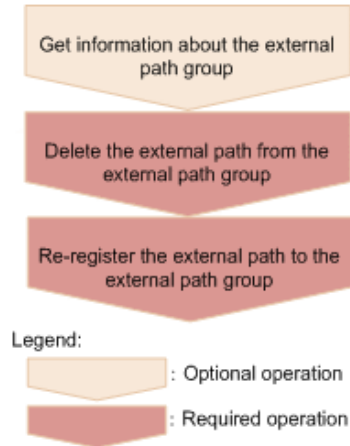 Get information about the external
path group
Delete the external path from the
external path group
Re-register the external path to the
external path group
Legend:
: Optional operation
: Required operation